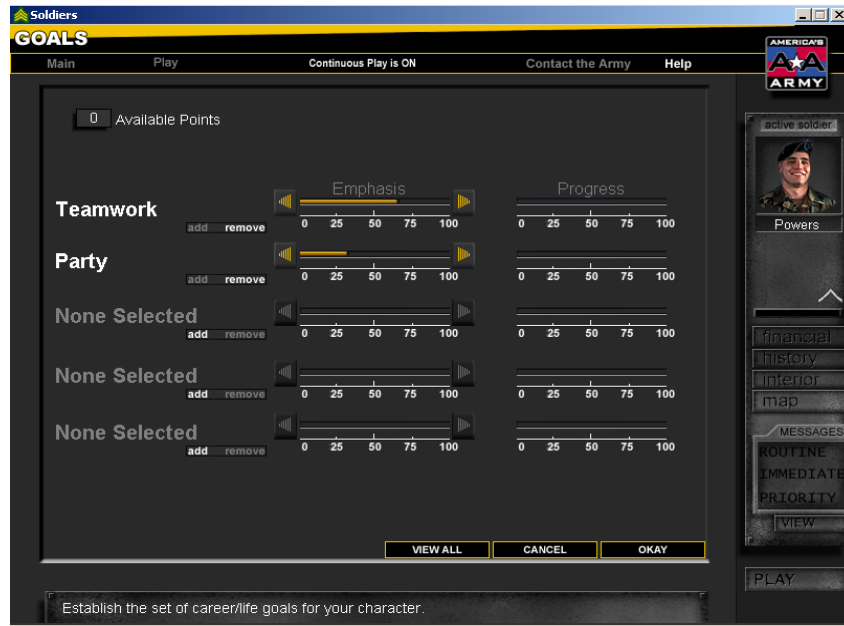 Soldiers
GOALS
Main Play Continuous Play is ON Contact the Army Help
AMERICA'S
AA
ARMY
0 Available Points
active soldier
Emphasis Progress
Teamwork
add remove 0 25 50 75 100 0 25 50 75 100
Powers
Party
add remove 0 25 50 75 100 0 25 50 75 100
None Selected
add remove 0 25 50 75 100 0 25 50 75 100
financial
history
None Selected
interior
add remove 0 25 50 75 100 0 25 50 75 100
map
None Selected
MESSAGES
add remove 0 25 50 75 100 0 25 50 75 100
ROUTINE
IMMEDIATE
PRIORITY
VIEW
VIEW ALL CANCEL OKAY
PLAY
Establish the set of career/life goals for your character.